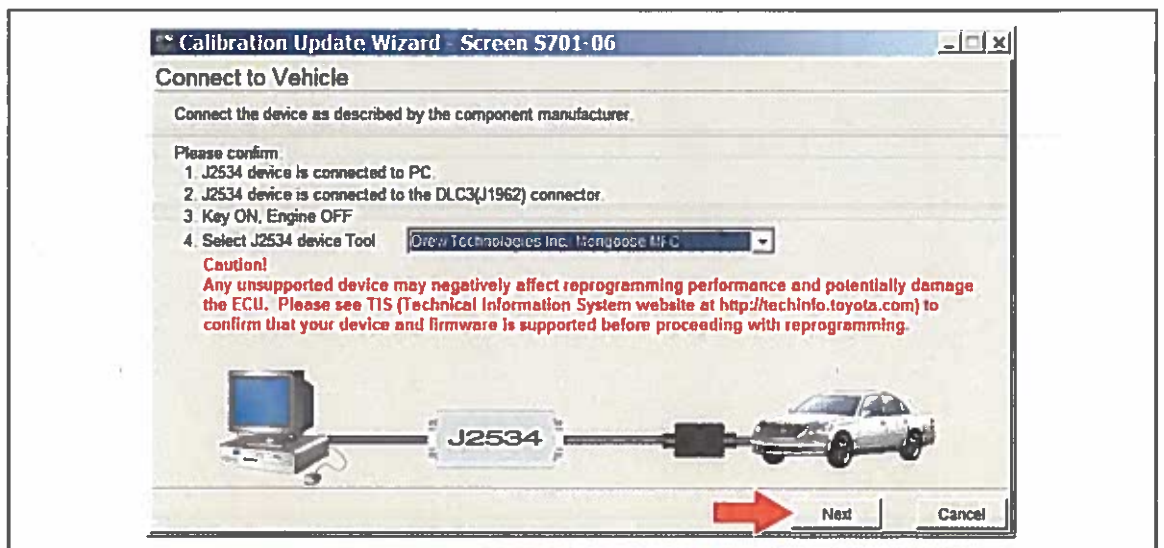 Calibration Update Wizard - Screen S701-06
Connect to Vehicle
Connect the device as described by the component manufacturer.
Please confirm:
1. J2534 device is connected to PC.
2. J2534 device is connected to the DLC3(J1962) connector.
3. Key ON, Engine OFF
4. Select J2534 device Tool Drew Technologies Inc. Mongoose MFC
Caution!
Any unsupported device may negatively affect reprogramming performance and potentially damage
the ECU. Please see TIS (Technical Information System website at http://techinfo.toyota.com) to
confirm that your device and firmware is supported before proceeding with reprogramming.
J2534
Next Cancel